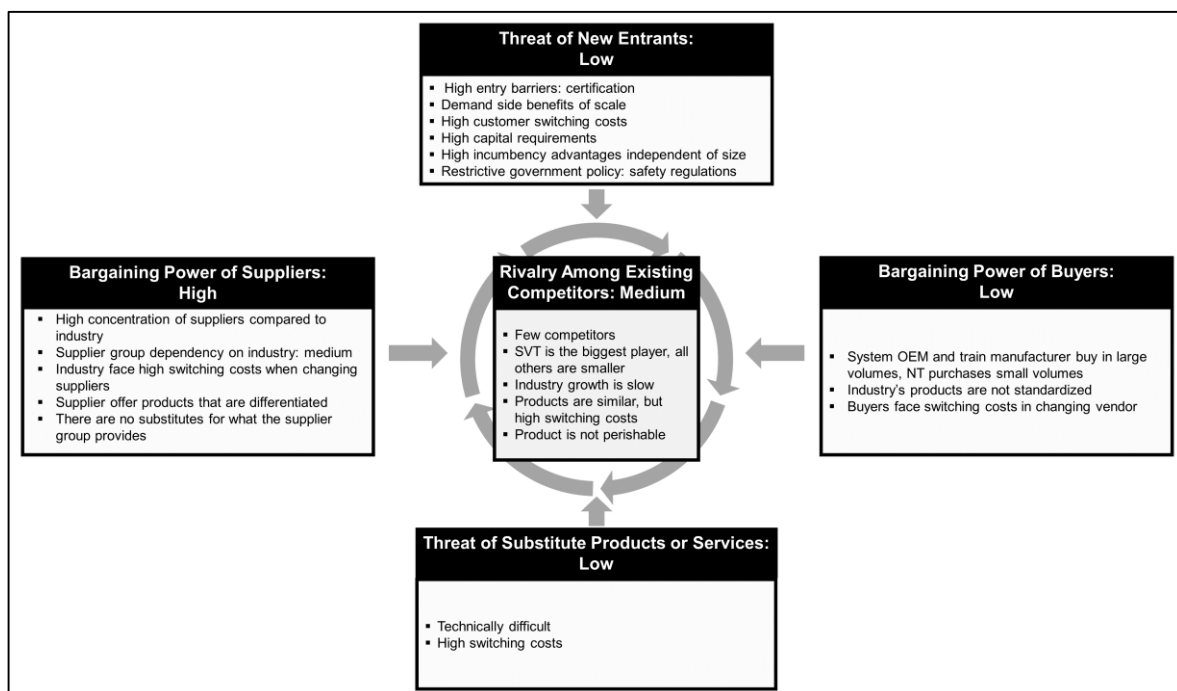 Threat of New Entrants:
Low
▪ High entry barriers: certification
▪ Demand side benefits of scale
▪ High customer switching costs
▪ High capital requirements
▪ High incumbency advantages independent of size
▪ Restrictive government policy: safety regulations
Bargaining Power of Suppliers:
High
▪ High concentration of suppliers compared to
industry
▪ Supplier group dependency on industry: medium
▪ Industry face high switching costs when changing
suppliers
▪ Supplier offer products that are differentiated
▪ There are no substitutes for what the supplier
group provides
Rivalry Among Existing
Competitors: Medium
▪ Few competitors
▪ SVT is the biggest player, all
others are smaller
▪ Industry growth is slow
▪ Products are similar, but
high switching costs
▪ Product is not perishable
Bargaining Power of Buyers:
Low
▪ System OEM and train manufacturer buy in large
volumes, NT purchases small volumes
▪ Industry's products are not standardized
▪ Buyers face switching costs in changing vendor
Threat of Substitute Products or Services:
Low
▪ Technically difficult
▪ High switching costs